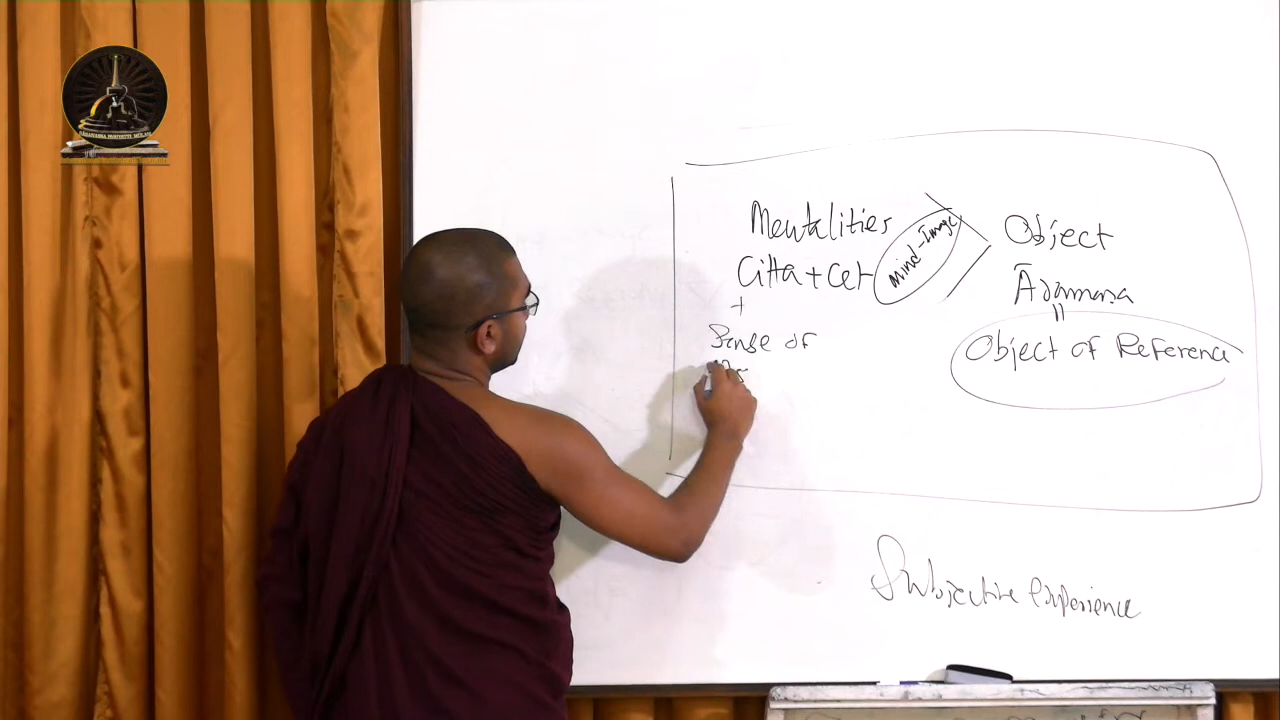 Mentalities
Citta + Cet
Mind-Image
+
Sense of
Object
Ārammaṇa
=
Object of Reference
Subjective experience